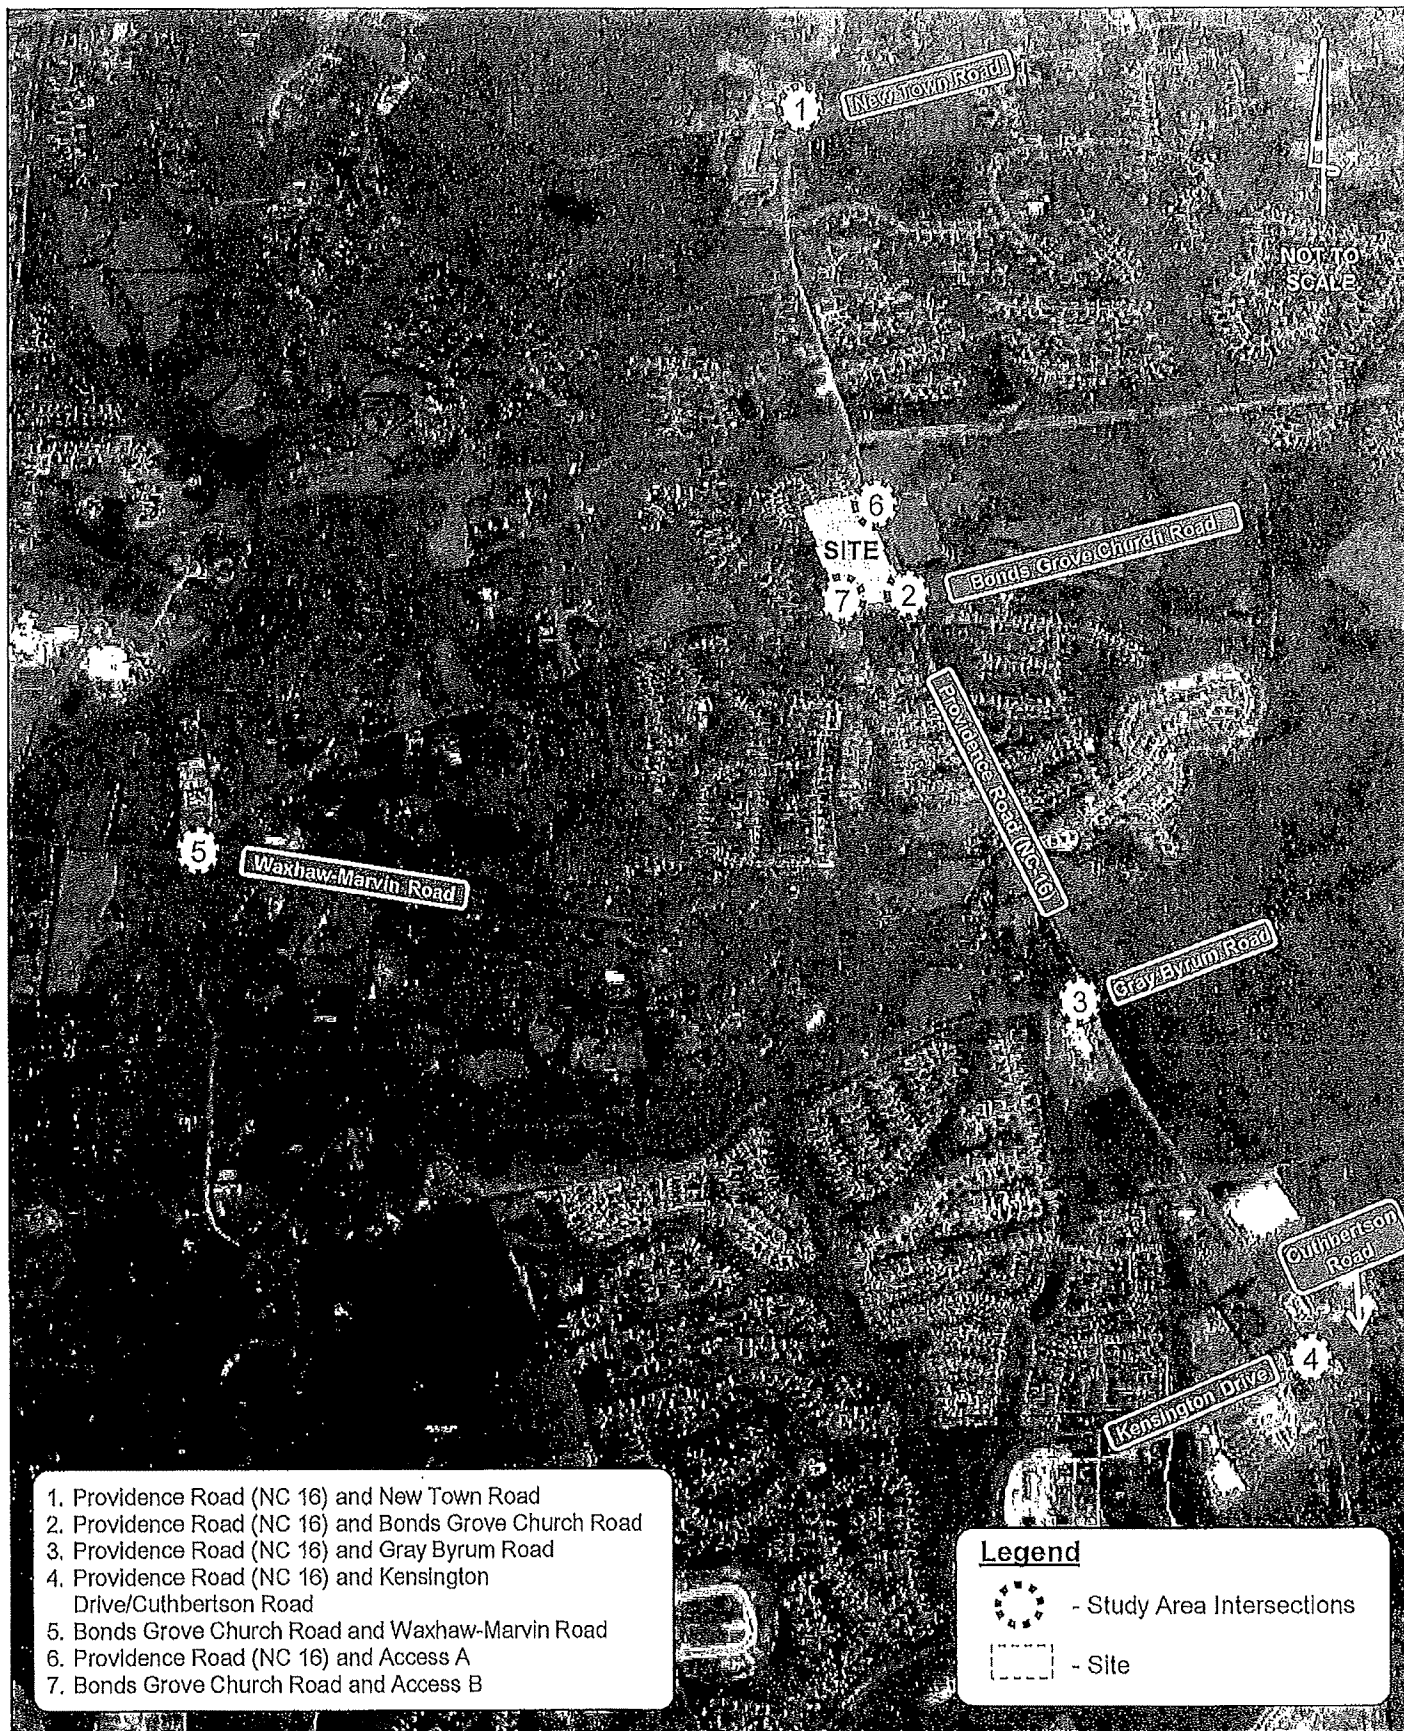 1
New Town Road
NOT TO
SCALE
6
SITE
Bonds Grove Church Road
7
2
Providence Road (NC 16)
5
Waxhaw-Marvin Road
Gray Byrum Road
3
Cuthbertson
Road
4
Kensington Drive
1. Providence Road (NC 16) and New Town Road
2. Providence Road (NC 16) and Bonds Grove Church Road
3. Providence Road (NC 16) and Gray Byrum Road
4. Providence Road (NC 16) and Kensington
Drive/Cuthbertson Road
5. Bonds Grove Church Road and Waxhaw-Marvin Road
6. Providence Road (NC 16) and Access A
7. Bonds Grove Church Road and Access B
Legend
- Study Area Intersections
- Site